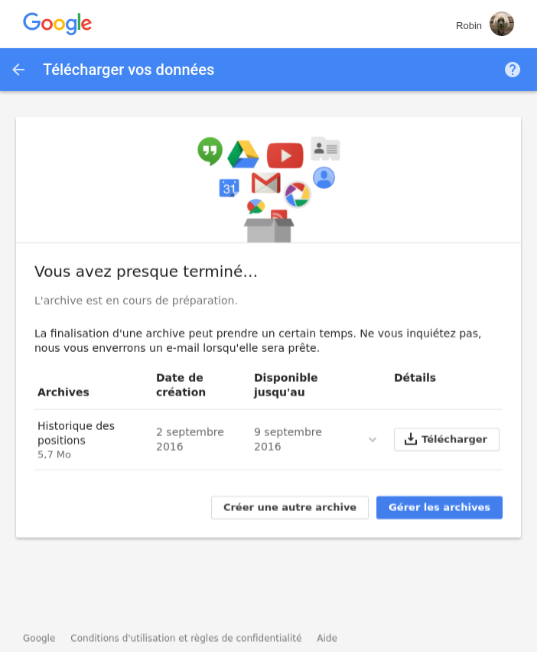 Google
Robin
Télécharger vos données
31
Vous avez presque terminé...
L'archive est en cours de préparation.
La finalisation d'une archive peut prendre un certain temps. Ne vous inquiétez pas,
nous vous enverrons un e-mail lorsqu'elle sera prête.
Archives
Date de
création
Disponible
jusqu'au
Détails
Historique des
positions
5,7 Mo
2 septembre
2016
9 septembre
2016
Télécharger
Créer une autre archive
Gérer les archives
Google
Conditions d'utilisation et règles de confidentialité
Aide